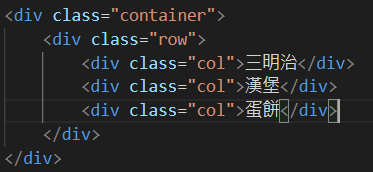 <div class="container">
    <div class="row">
        <div class="col">三明治</div>
        <div class="col">漢堡</div>
        <div class="col">蛋餅</div>
    </div>
</div>